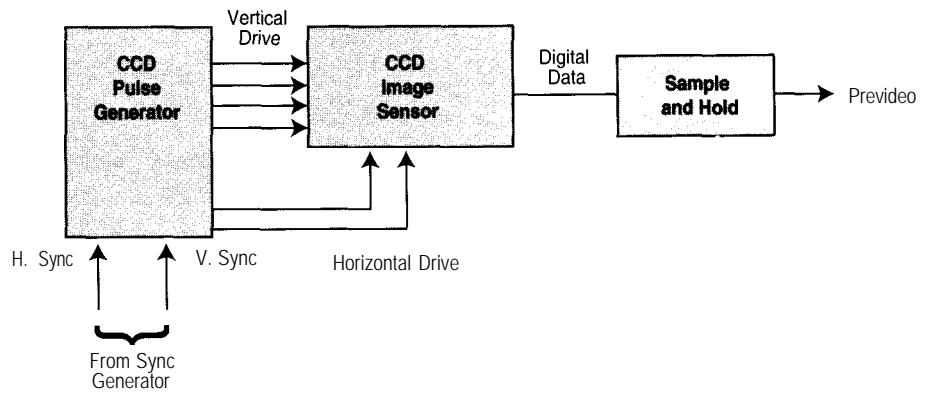 Vertical
Drive
CCD
Pulse
Generator
CCD
Image
Sensor
Digital
Data
Sample
and Hold
Prevideo
H. Sync
V. Sync
Horizontal Drive
From Sync
Generator